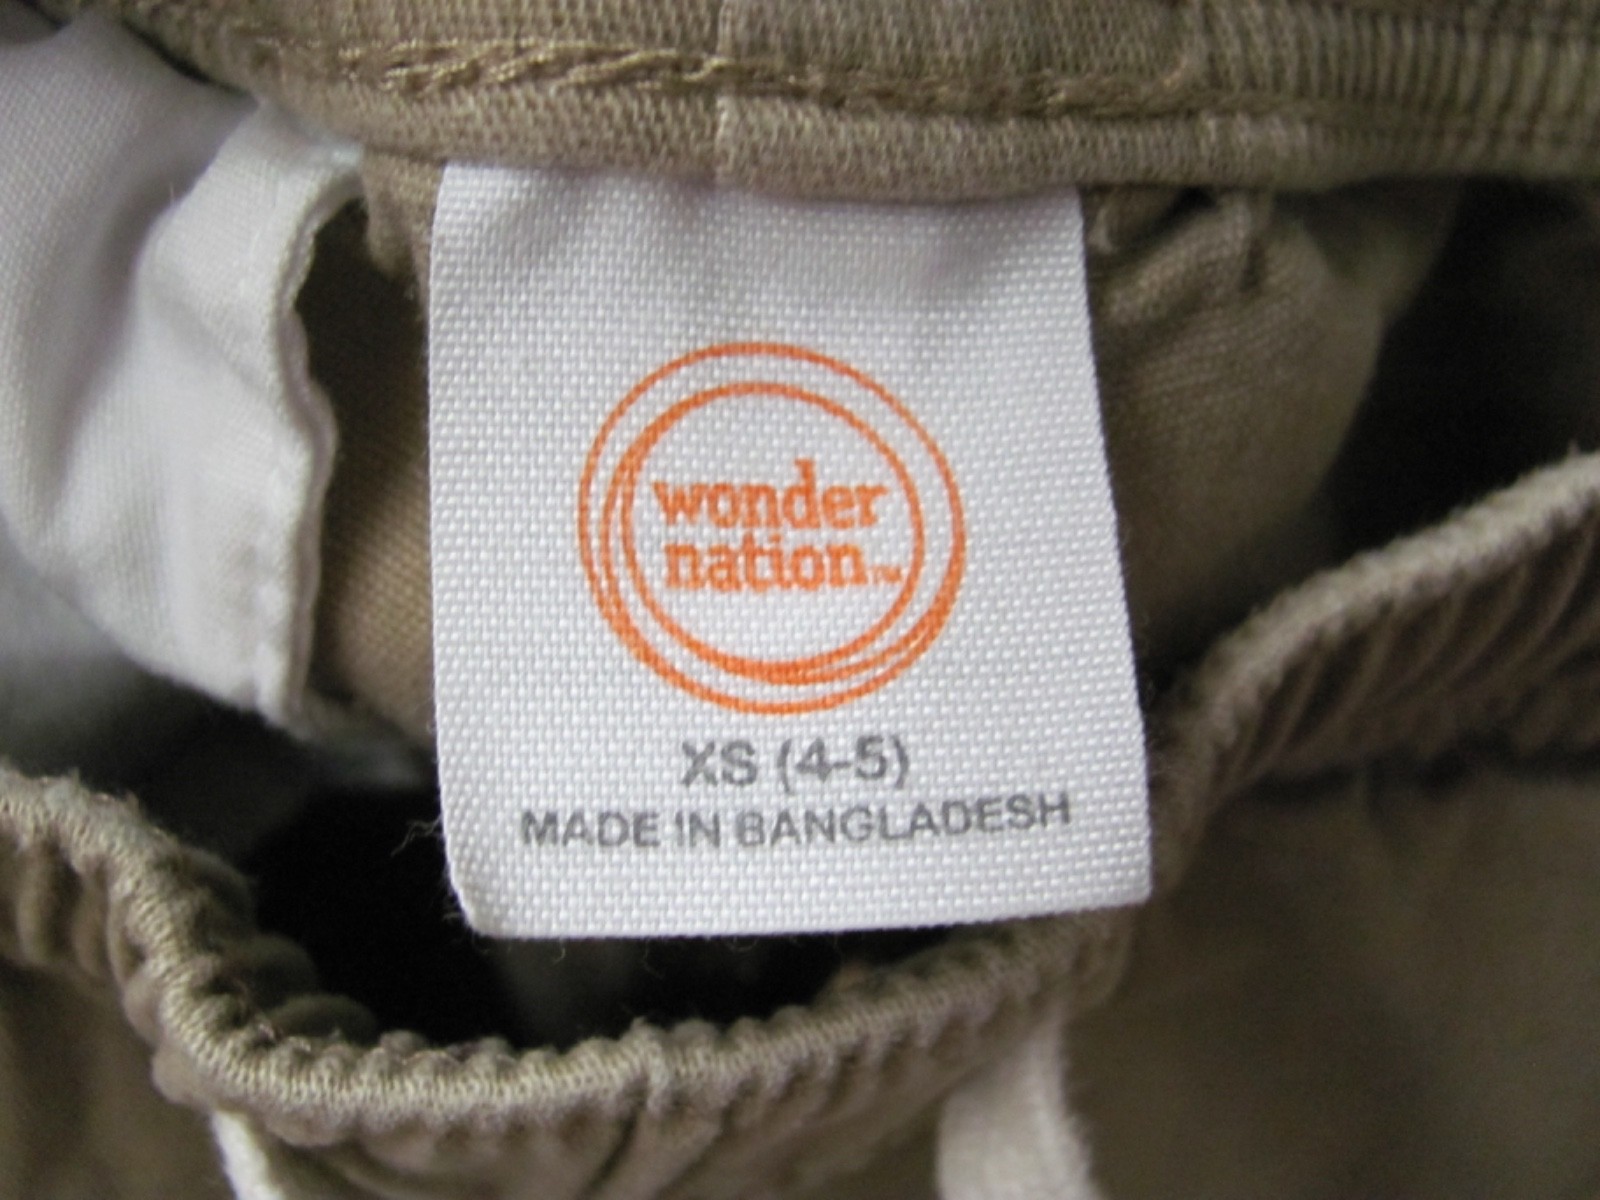 wonder
nation™
XS (4-5)
MADE IN BANGLADESH